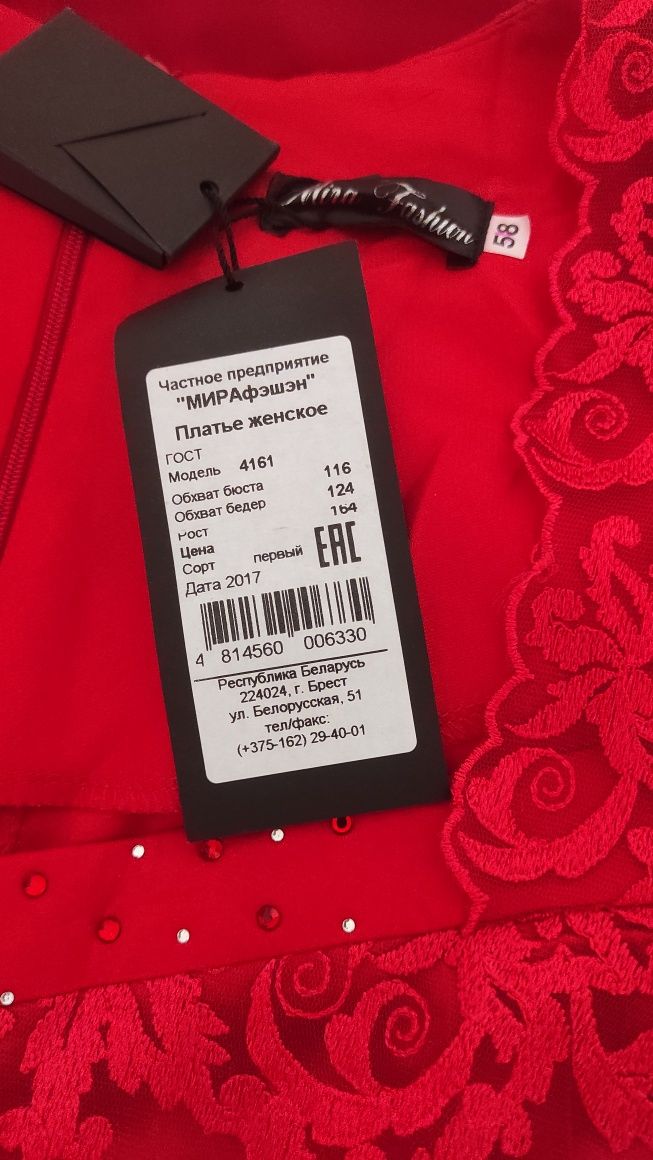 Mira Fashion
58
Частное предприятие
"МИРАфэшэн"
Платье женское
ГОСТ
Модель 4161
Обхват бюста 116
Обхват бедер 124
Рост 164
Цена
Сорт первый EAC
Дата 2017
4 814560 006330
Республика Беларусь
224024, г. Брест
ул. Белорусская, 51
тел/факс:
(+375-162) 29-40-01